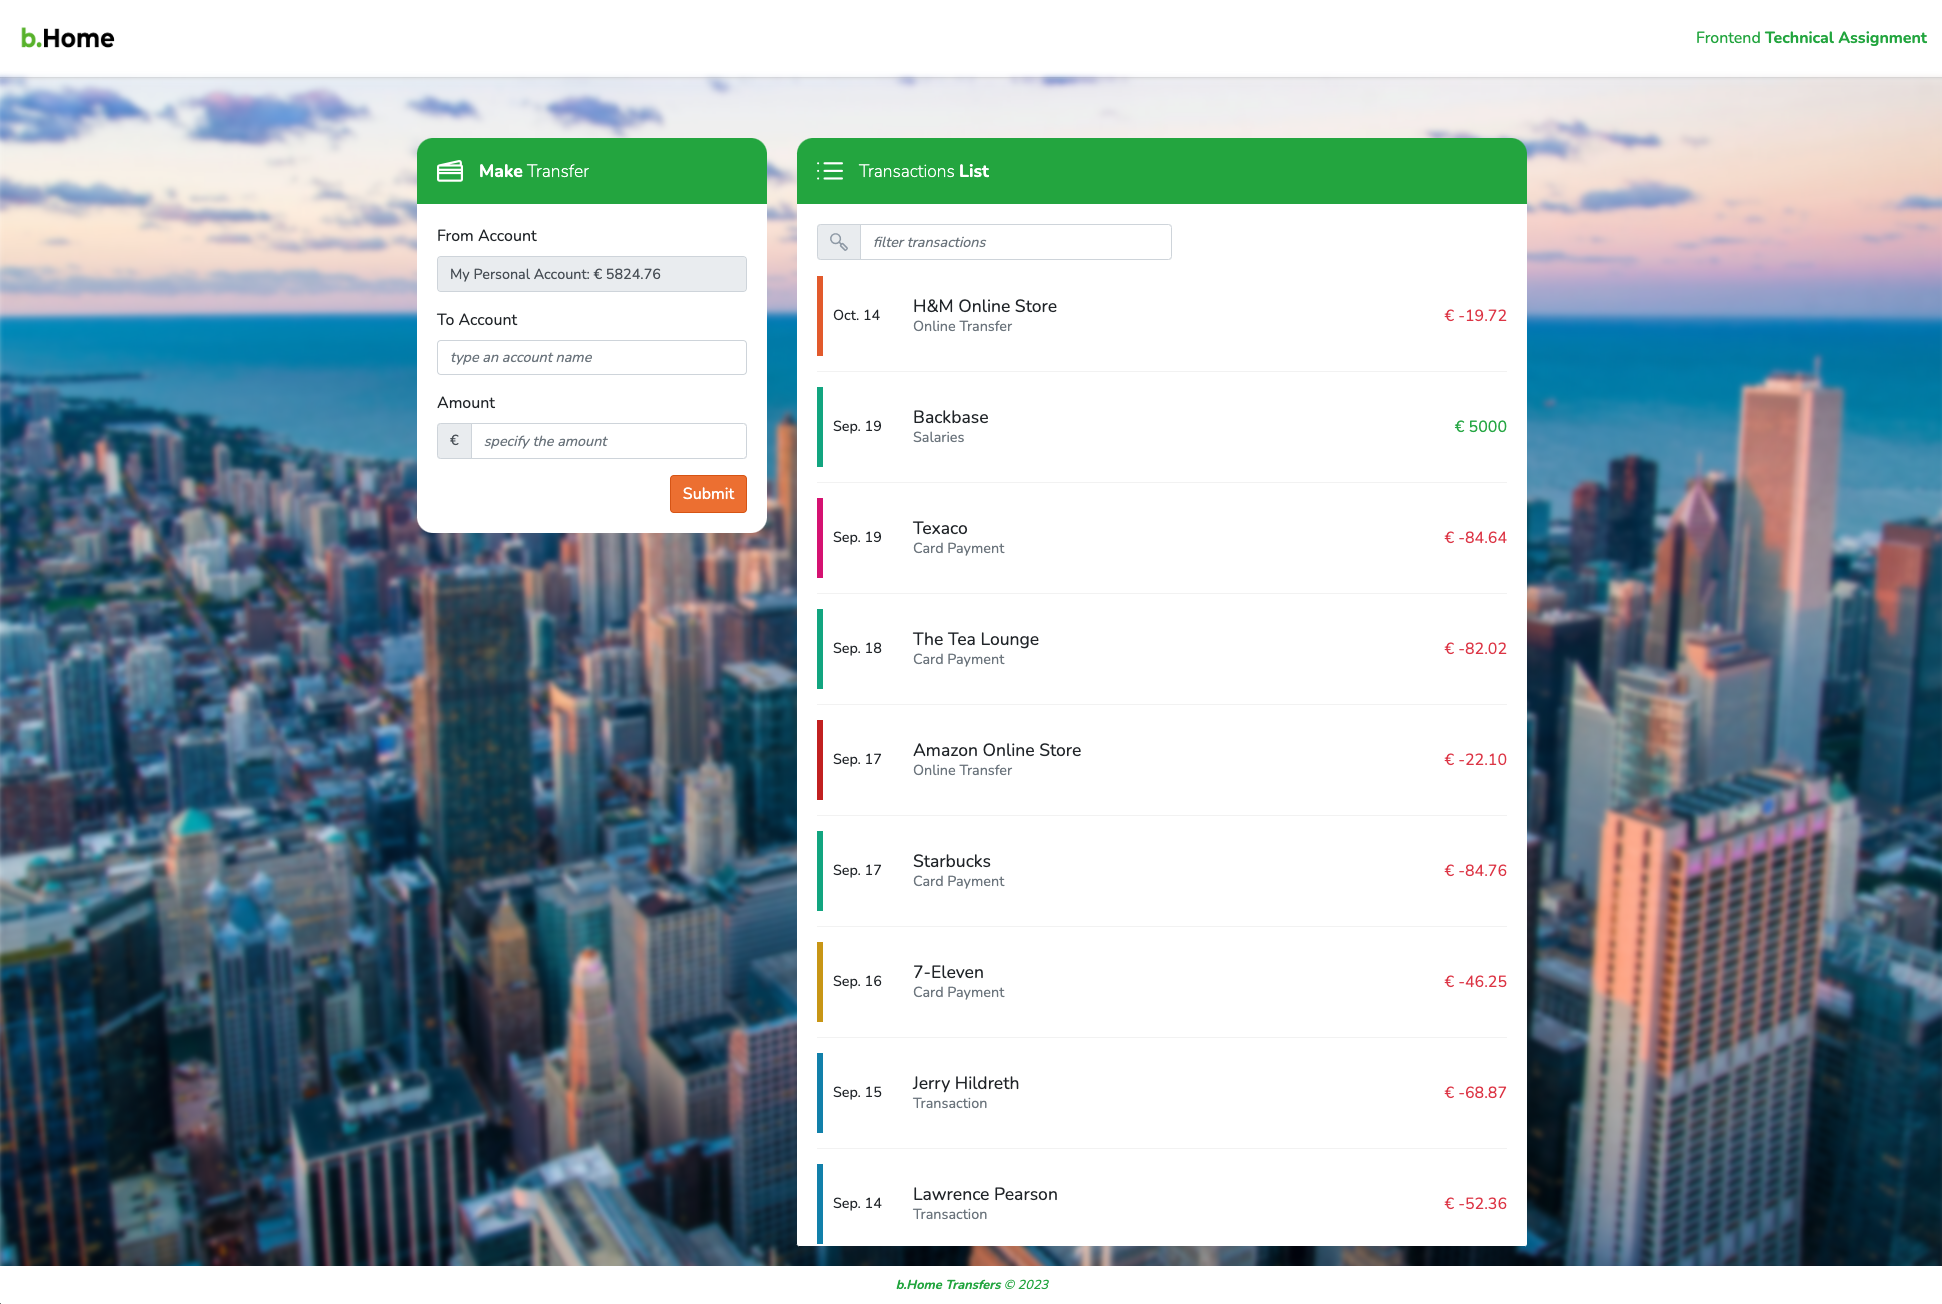 b.Home
Frontend Technical Assignment
Make Transfer
From Account
My Personal Account: € 5824.76
To Account
type an account name
Amount
€ specify the amount
Submit
Transactions List
filter transactions
Oct. 14
H&M Online Store
Online Transfer
€ -19.72
Sep. 19
Backbase
Salaries
€ 5000
Sep. 19
Texaco
Card Payment
€ -84.64
Sep. 18
The Tea Lounge
Card Payment
€ -82.02
Sep. 17
Amazon Online Store
Online Transfer
€ -22.10
Sep. 17
Starbucks
Card Payment
€ -84.76
Sep. 16
7-Eleven
Card Payment
€ -46.25
Sep. 15
Jerry Hildreth
Transaction
€ -68.87
Sep. 14
Lawrence Pearson
Transaction
€ -52.36
b.Home Transfers © 2023